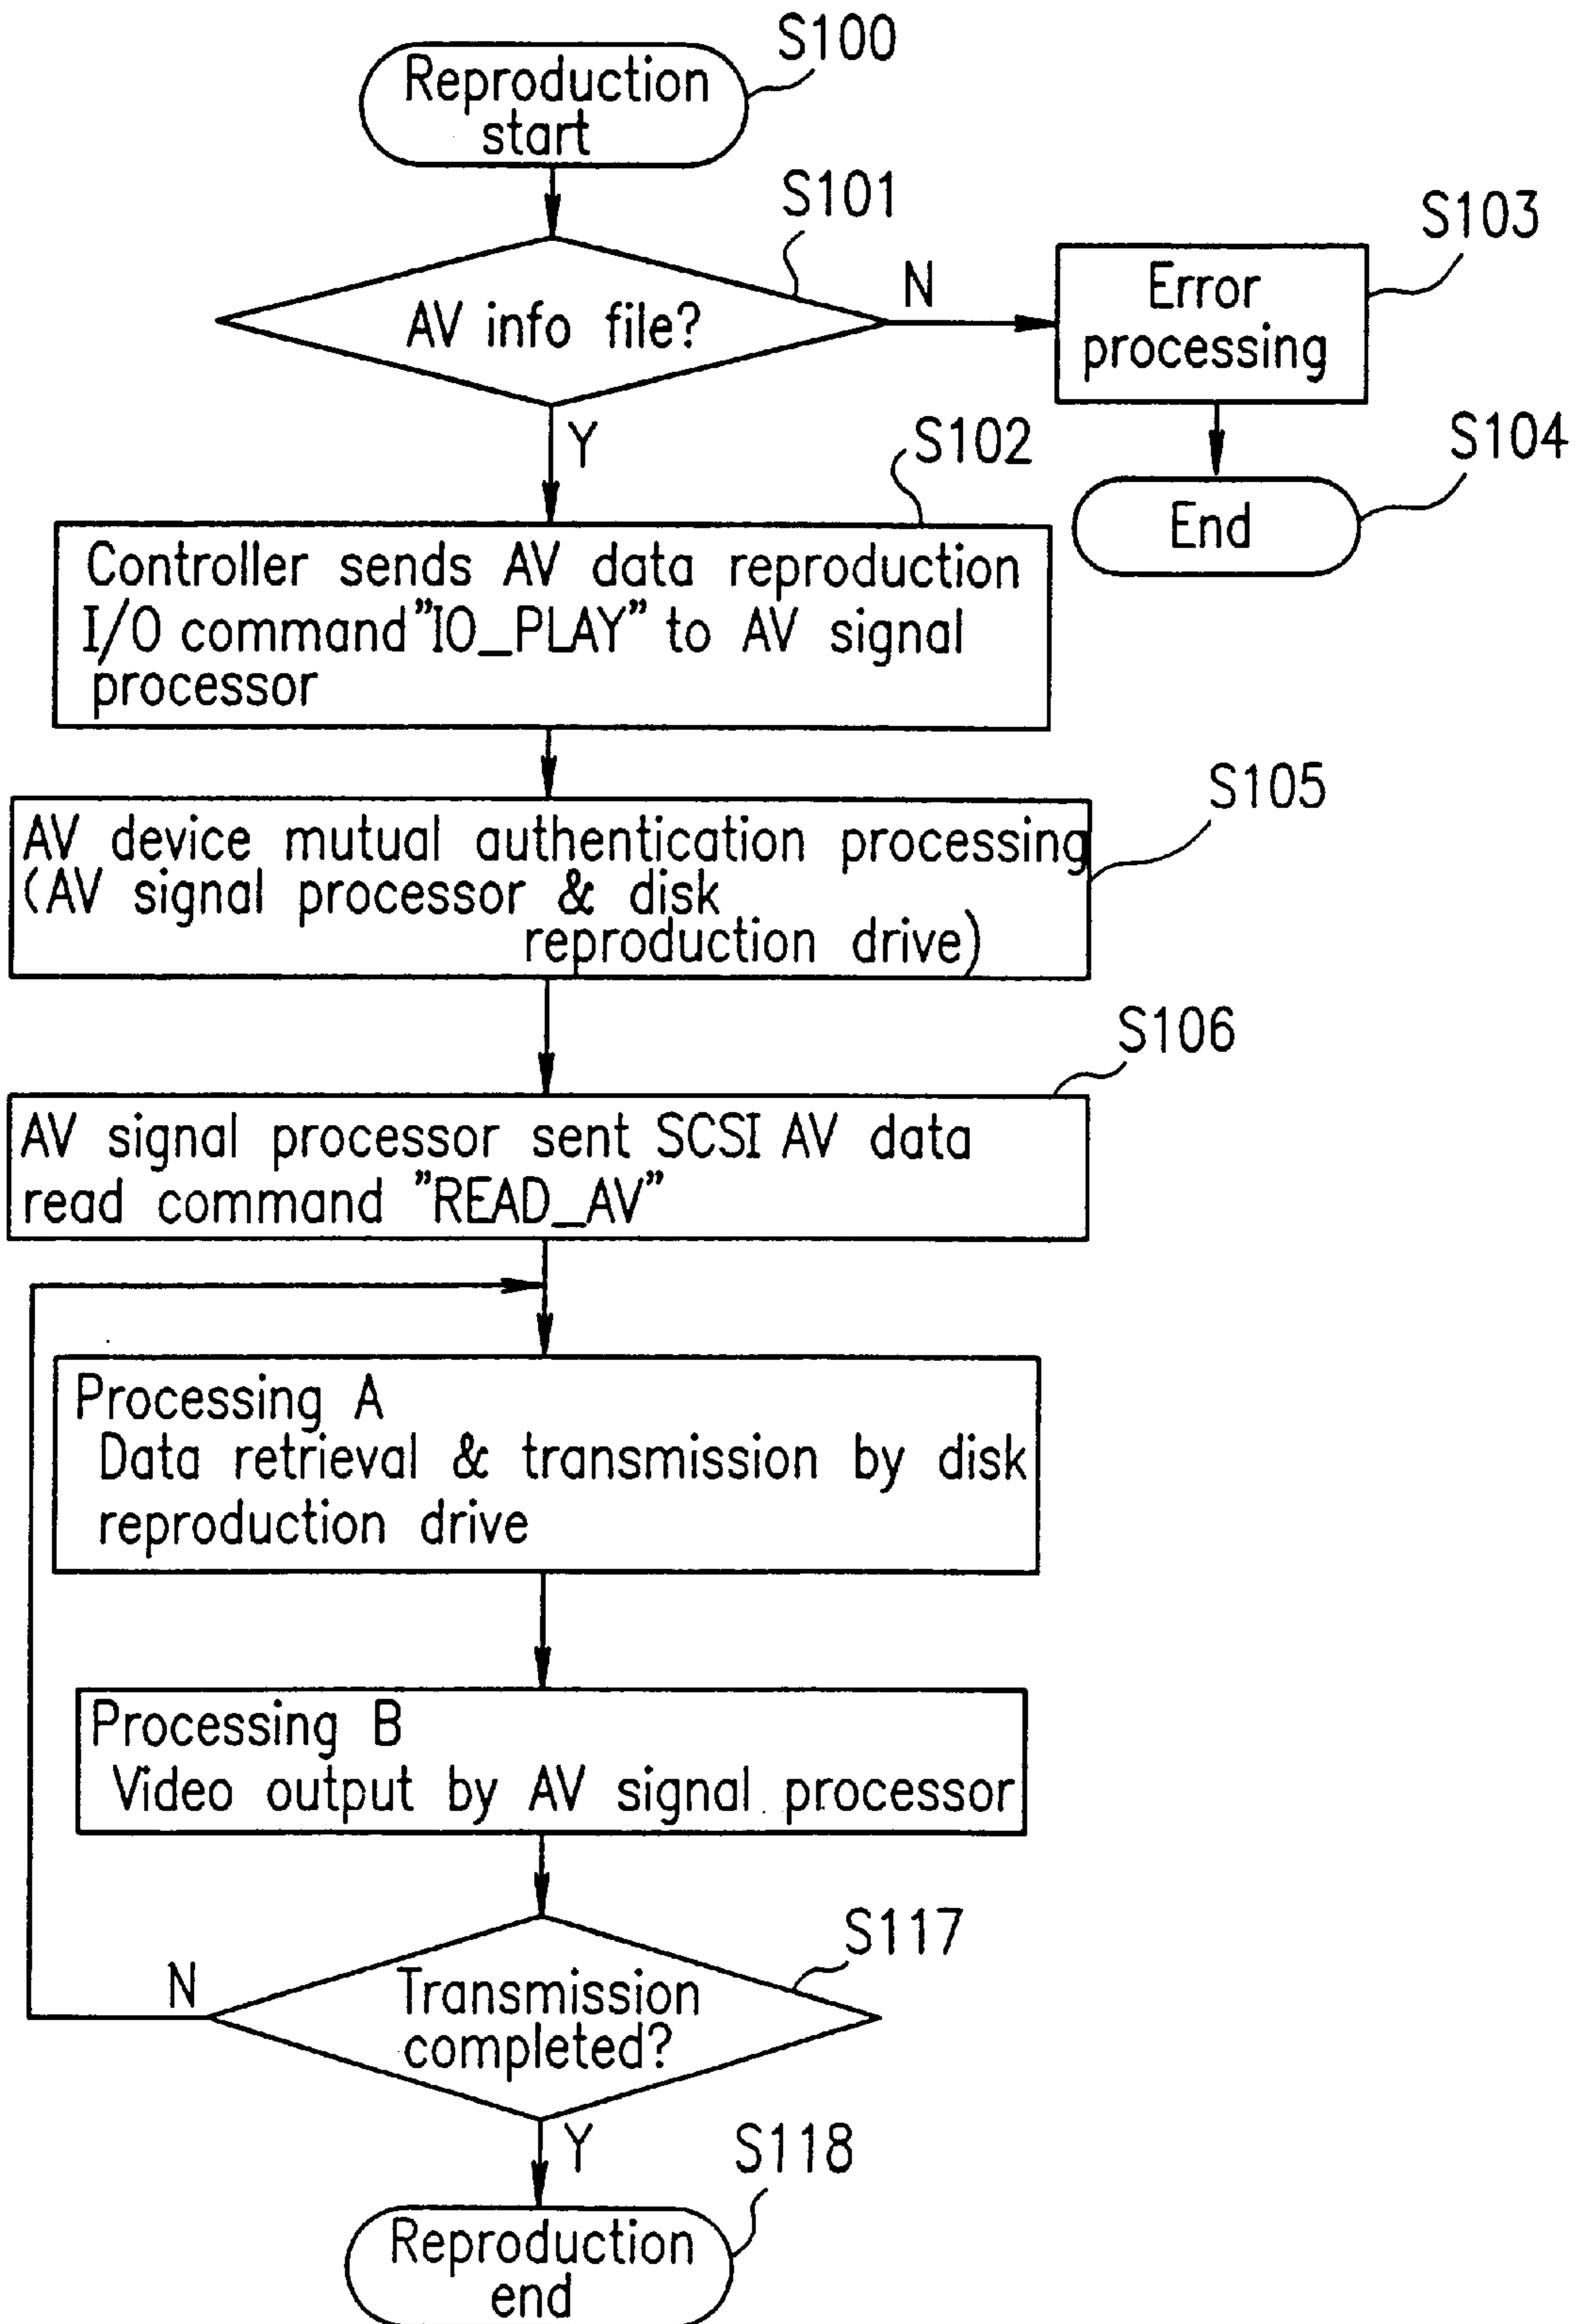 S100
Reproduction
start
S101
AV info file?
N
S103
Error
processing
Y
S102
S104
End
Controller sends AV data reproduction
I/O command"IO_PLAY" to AV signal
processor
S105
AV device mutual authentication processing
(AV signal processor & disk
reproduction drive)
S106
AV signal processor sent SCSI AV data
read command "READ_AV"
Processing A
Data retrieval & transmission by disk
reproduction drive
Processing B
Video output by AV signal processor
S117
N
Transmission
completed?
Y
S118
Reproduction
end